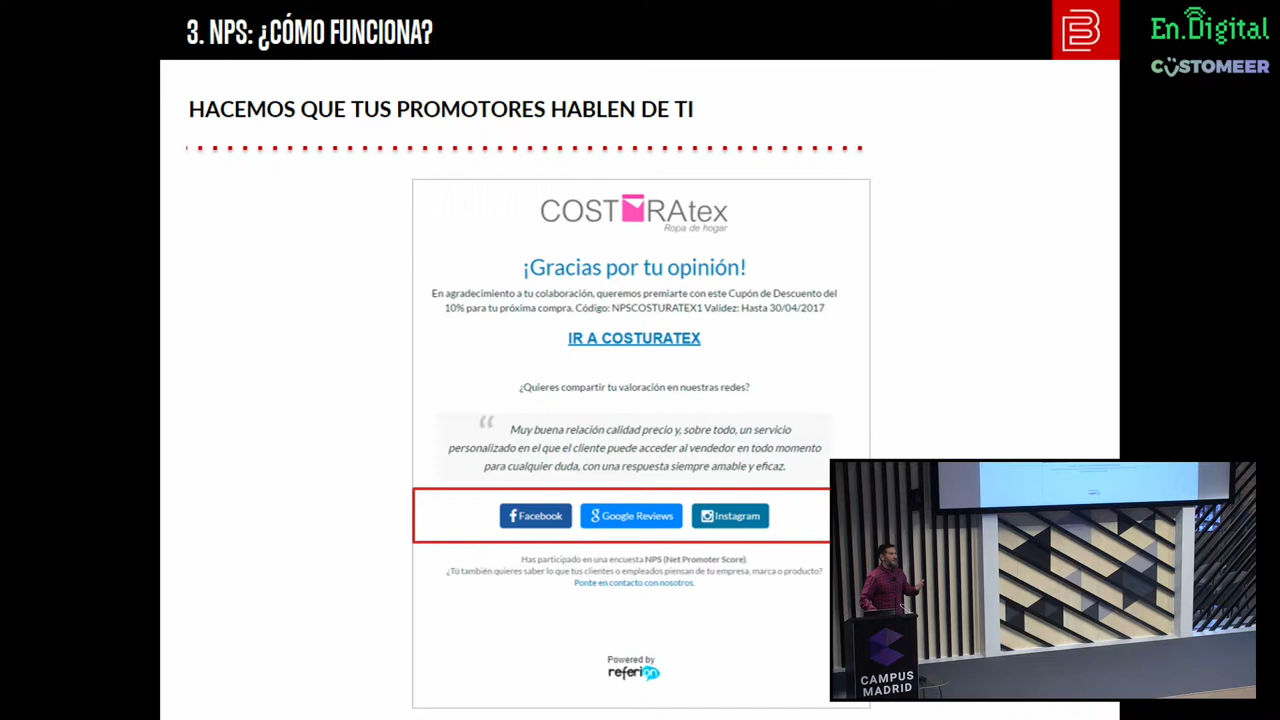 3. NPS: ¿CÓMO FUNCIONA?
En.Digital
CUSTOMEER
HACEMOS QUE TUS PROMOTORES HABLEN DE TI
COSTURAtex
Ropa de hogar
¡Gracias por tu opinión!
En agradecimiento a tu colaboración, queremos premiarte con este Cupón de Descuento del
10% para tu próxima compra. Código: NPSCOSTURATEX1 Validez: Hasta 30/04/2017
IR A COSTURATEX
¿Quieres compartir tu valoración en nuestras redes?
“ Muy buena relación calidad precio y, sobre todo, un servicio
personalizado en el que el cliente puede acceder al vendedor en todo momento
para cualquier duda, con una respuesta siempre amable y eficaz.
Facebook Google Reviews Instagram
Has participado en una encuesta NPS (Net Promoter Score).
¿Tú también quieres saber lo que tus clientes o empleados piensan de tu empresa, marca o producto?
Ponte en contacto con nosotros.
Powered by
referion
CAMPUS
MADRID